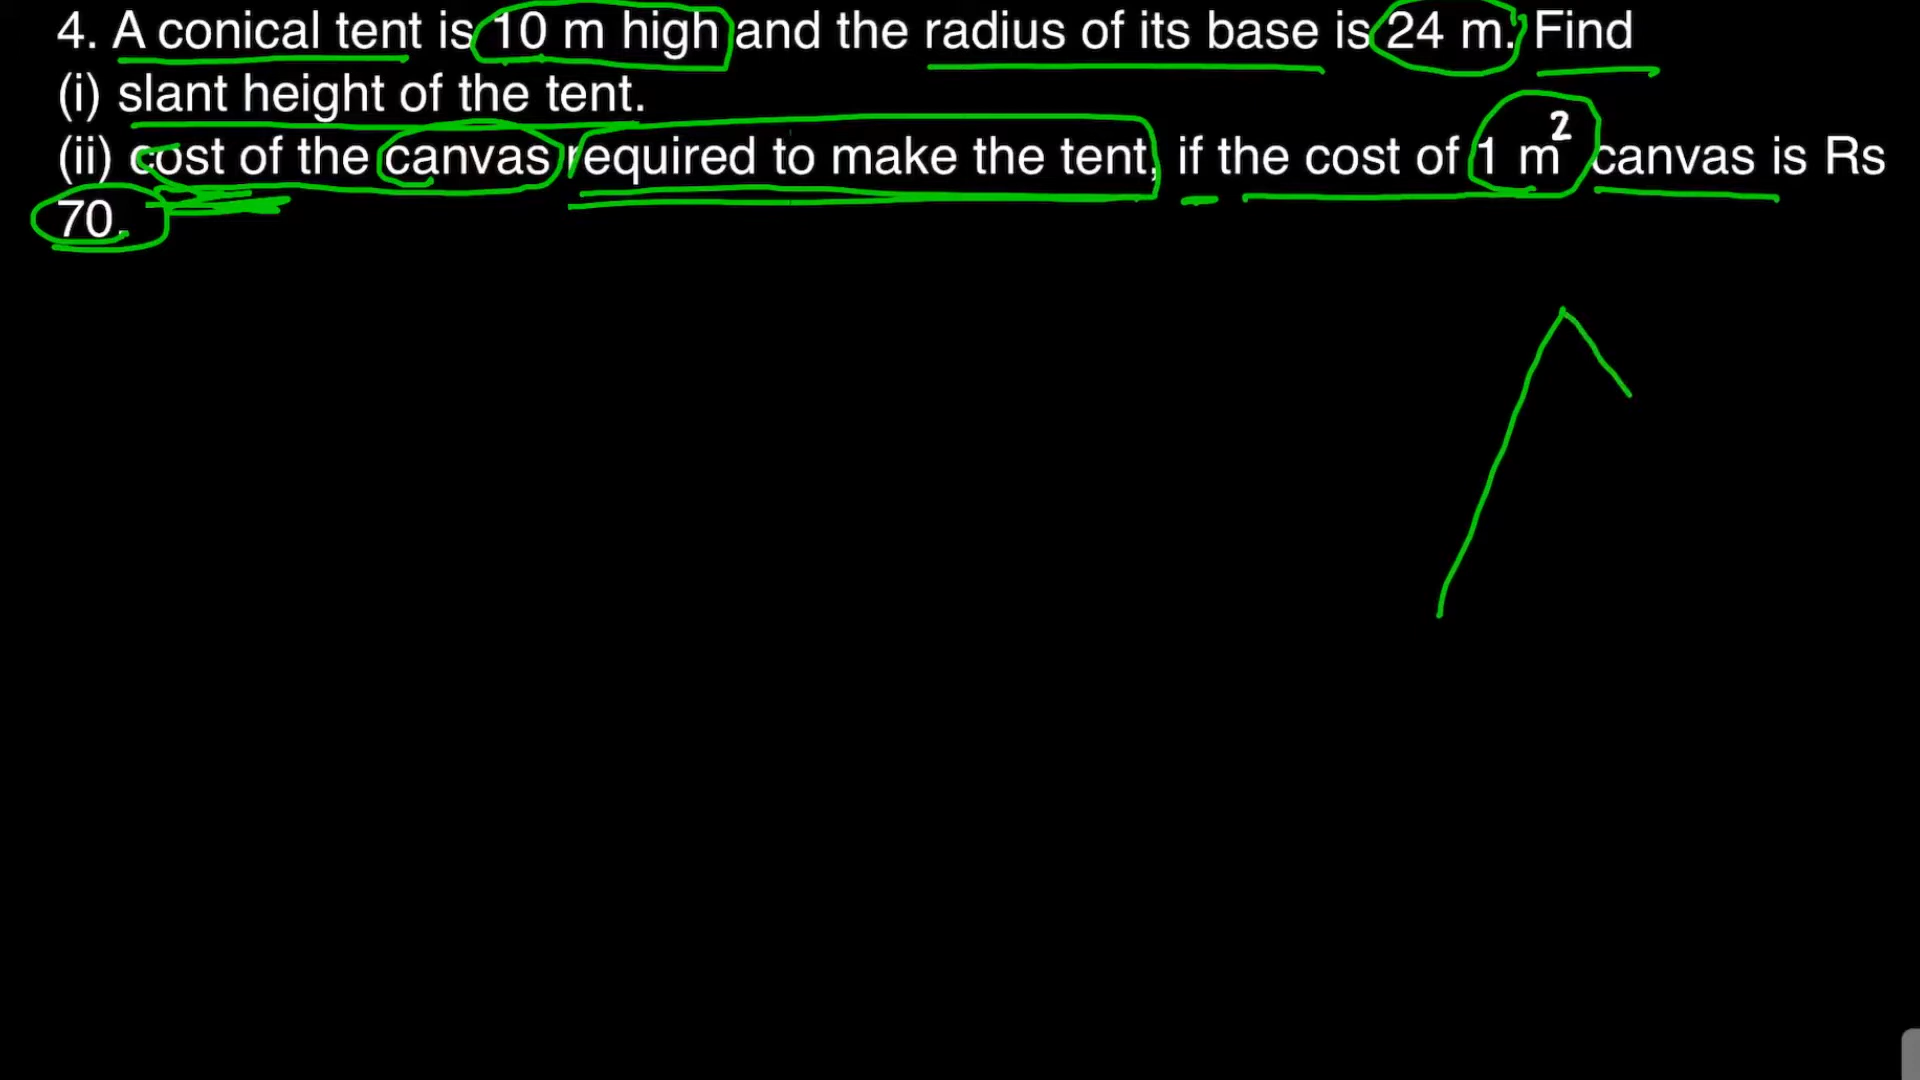 4. A conical tent is 10 m high and the radius of its base is 24 m. Find
(i) slant height of the tent.
(ii) cost of the canvas required to make the tent, if the cost of 1 m² canvas is Rs
70.